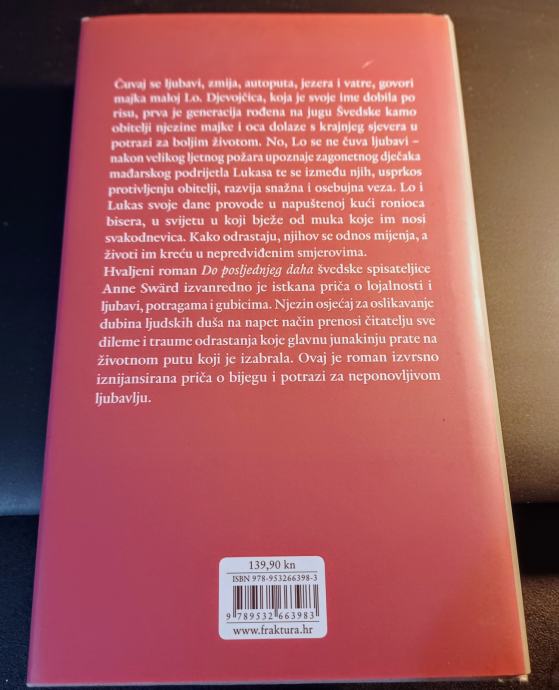 Čuvaj se ljubavi, zmija, autoputa, jezera i vatre, govori
majka maloj Lo. Djevojčica, koja je svoje ime dobila po
risu, prva je generacija rođena na jugu Švedske kamo
obitelji njezine majke i oca dolaze s krajnjeg sjevera u
potrazi za boljim životom. No, Lo se ne čuva ljubavi –
nakon velikog ljetnog požara upoznaje zagonetnog dječaka
mađarskog podrijetla Lukasa te se između njih, usprkos
protivljenju obitelji, razvija snažna i osebujna veza. Lo i
Lukas svoje dane provode u napuštenoj kući ronioca
bisera, u svijetu u koji bježe od muka koje im nosi
svakodnevica. Kako odrastaju, njihov se odnos mijenja, a
životi im kreću u nepredviđenim smjerovima.
Hvaljeni roman Do posljednjeg daha švedske spisateljice
Anne Swärd izvanredno je istkana priča o lojalnosti i
ljubavi, potragama i gubicima. Njezin osjećaj za oslikavanje
dubina ljudskih duša na napet način prenosi čitatelju sve
dileme i traume odrastanja koje glavnu junakinju prate na
životnom putu koji je izabrala. Ovaj je roman izvrsno
iznijansirana priča o bijegu i potrazi za neponovljivom
ljubavlju.
139,90 kn
ISBN 978-953266398-3
9 789532 663983
www.fraktura.hr